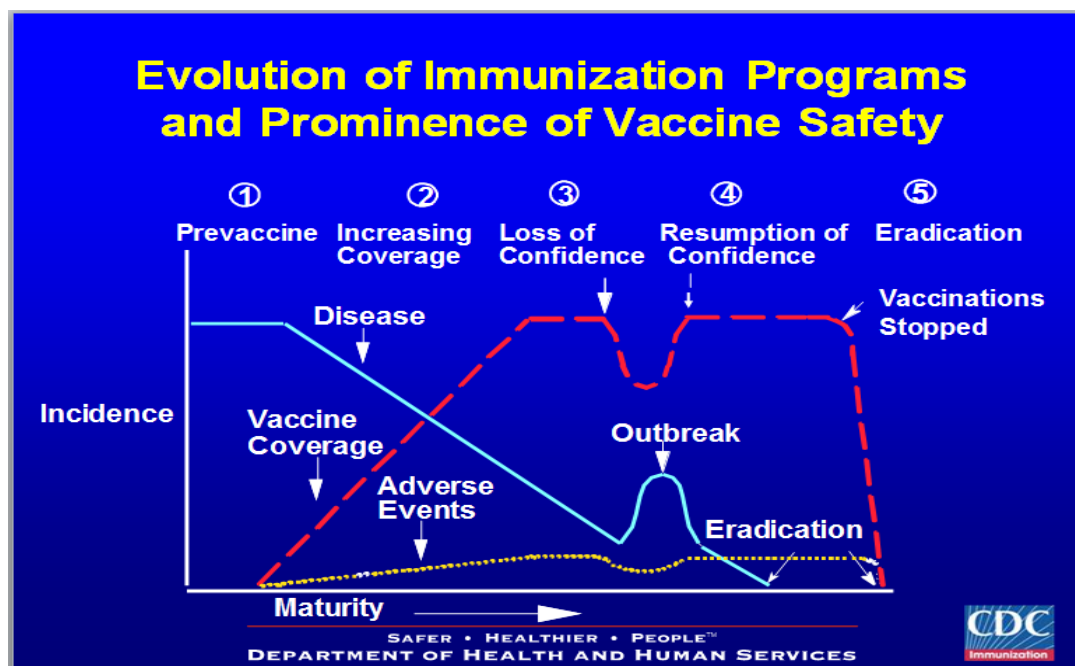 Evolution of Immunization Programs
and Prominence of Vaccine Safety
① ② ③ ④ ⑤
Prevaccine
Increasing
Coverage
Loss of
Confidence
Resumption of
Confidence
Eradication
Disease
Vaccinations
Stopped
Incidence
Vaccine
Coverage
Outbreak
Adverse
Events
Eradication
Maturity
SAFER • HEALTHIER • PEOPLE™
DEPARTMENT OF HEALTH AND HUMAN SERVICES
CDC
Immunization